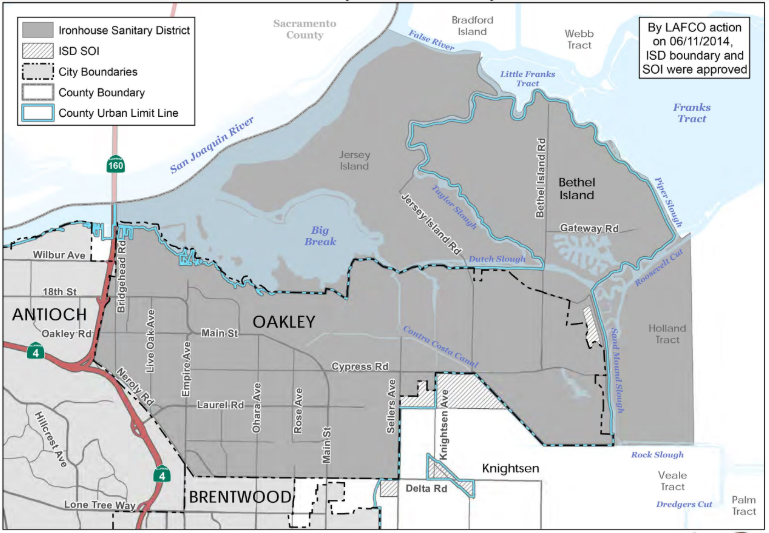 Ironhouse Sanitary District
ISD SOI
City Boundaries
County Boundary
County Urban Limit Line
Sacramento
County
Bradford
Island
Webb
Tract
By LAFCO action
on 06/11/2014,
ISD boundary and
SOI were approved
False River
Little Franks
Tract
Franks
Tract
San Joaquin River
160
Jersey
Island
Bethel Island Rd
Bethel
Island
Taylor Slough
Jersey Island Rd
Piper Slough
Big
Break
Gateway Rd
Dutch Slough
Roosevelt Cut
Wilbur Ave
Bridgehead Rd
18th St
ANTIOCH
Oakley Rd
4
Live Oak Ave
Empire Ave
Main St
OAKLEY
Contra Costa Canal
Sand Mound Slough
Holland
Tract
Cypress Rd
Neroly Rd
Laurel Rd
Ohara Ave
Rose Ave
Main St
Sellers Ave
Knightsen Ave
Hillcrest Ave
4
Knightsen
Rock Slough
Veale
Tract
BRENTWOOD
Delta Rd
Lone Tree Way
Dredgers Cut
Palm
Tract